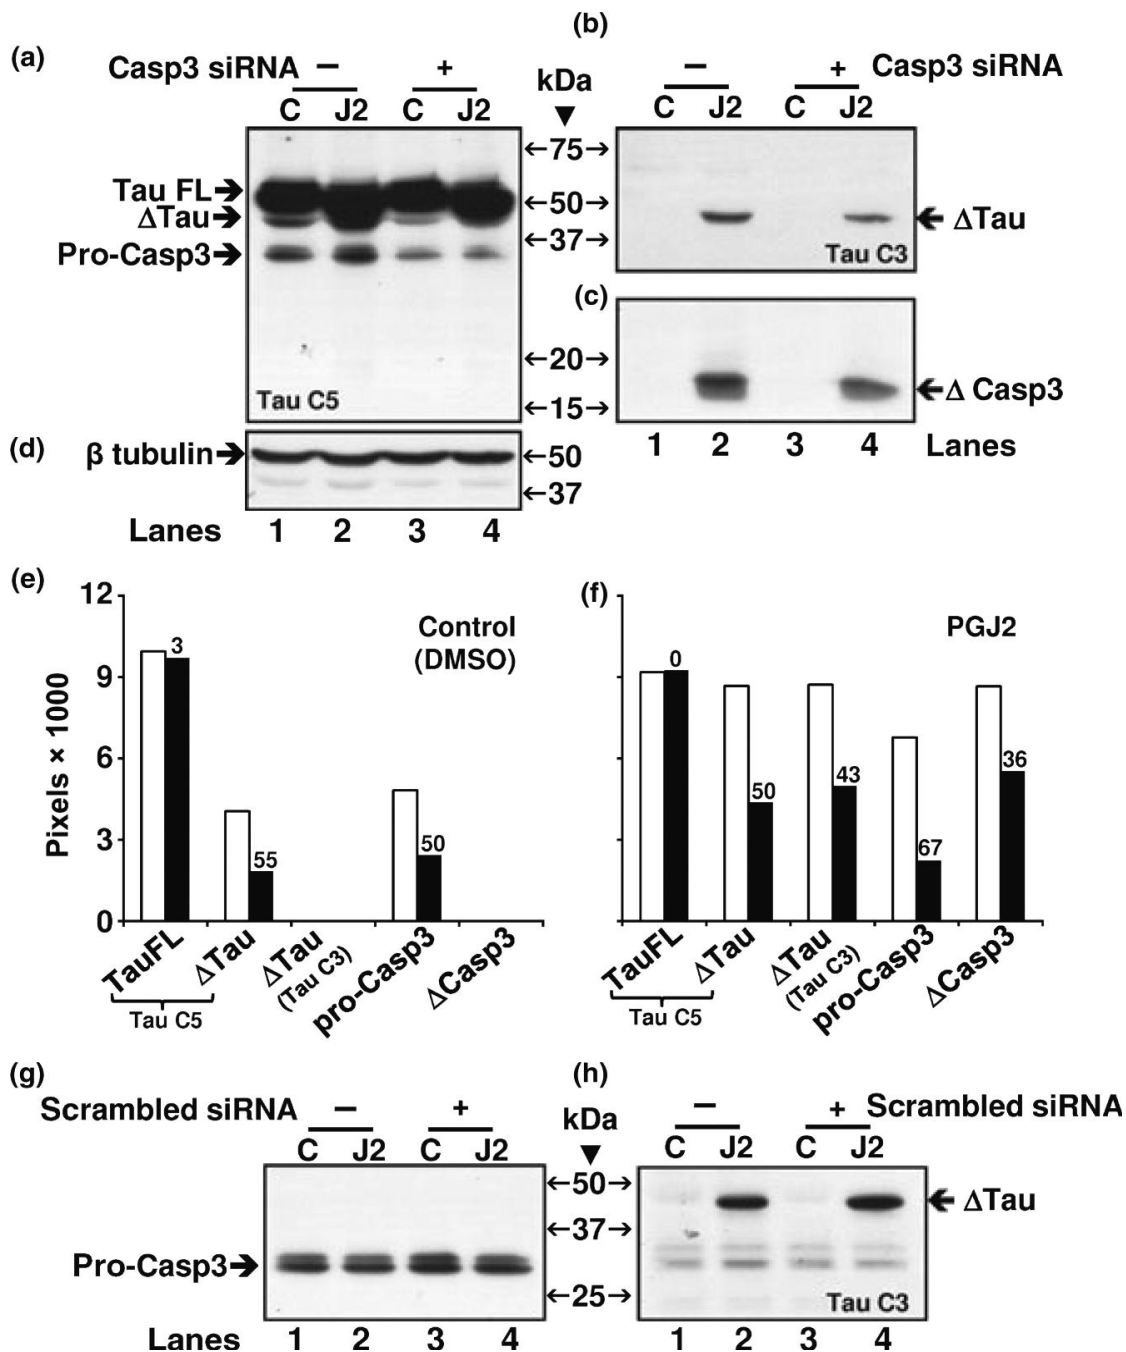 (a)
Casp3 siRNA − +
C J2 C J2
kDa
Tau FL
ΔTau
Pro-Casp3
Tau C5
75
50
37
20
15
(b)
− + Casp3 siRNA
C J2 C J2
ΔTau
Tau C3
(c)
Δ Casp3
1 2 3 4 Lanes
(d)
β tubulin
50
37
Lanes 1 2 3 4
(e)
Control
(DMSO)
Pixels × 1000
12
9
6
3
0
3
55
50
TauFL
ΔTau
ΔTau
(Tau C3)
pro-Casp3
ΔCasp3
Tau C5
(f)
PGJ2
0
50
43
67
36
TauFL
ΔTau
ΔTau
(Tau C3)
pro-Casp3
ΔCasp3
Tau C5
(g)
Scrambled siRNA − +
C J2 C J2
kDa
Pro-Casp3
50
37
25
Lanes 1 2 3 4
(h)
− + Scrambled siRNA
C J2 C J2
ΔTau
Tau C3
1 2 3 4